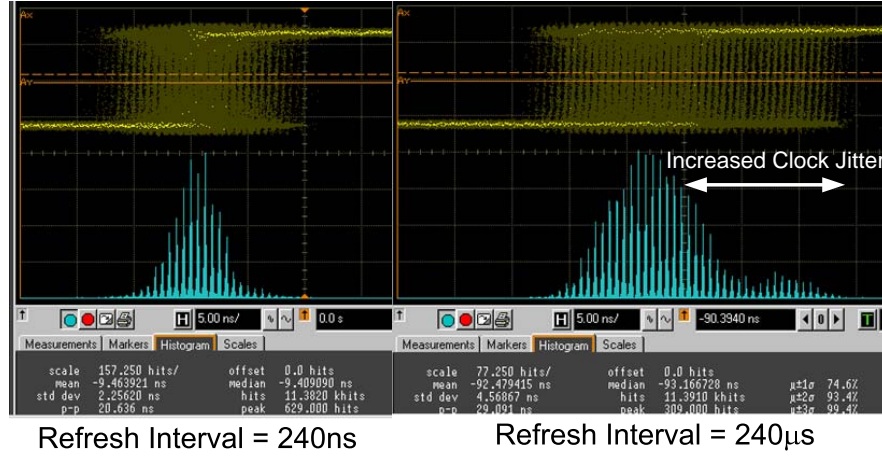 Ax
Ax
Ay
Ay
Increased Clock Jitter
H 5.00 ns/ 0.0 s
H 5.00 ns/ -90.3940 ns 0 T
Measurements Markers Histogram Scales
scale 157.250 hits/ offset 0.0 hits
mean -9.463921 ns median -9.409090 ns
std dev 2.25620 ns hits 11.3820 khits
p-p 20.636 ns peak 629.000 hits
Measurements Markers Histogram Scales
scale 77.250 hits/ offset 0.0 hits
mean -92.479415 ns median -93.166728 ns µ±1σ 74.6%
std dev 4.56867 ns hits 11.3910 khits µ±2σ 93.4%
p-p 29.091 ns peak 309.000 hits µ±3σ 99.4%
Refresh Interval = 240ns
Refresh Interval = 240µs